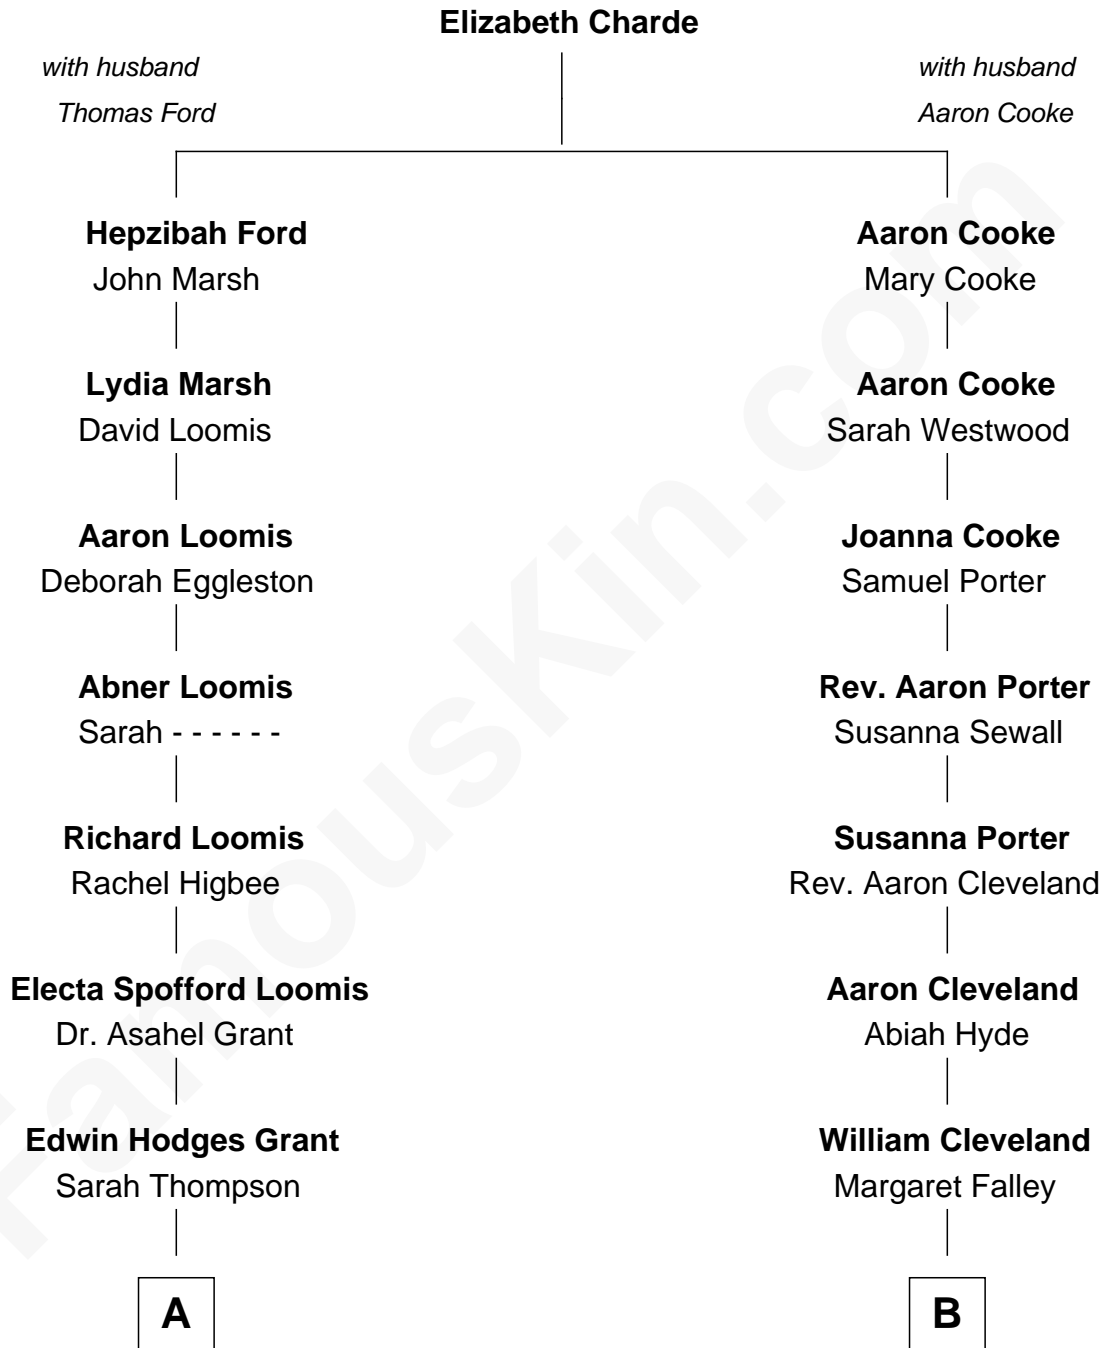 Elizabeth Charde
with husband
Thomas Ford
with husband
Aaron Cooke
Hepzibah Ford
John Marsh
Aaron Cooke
Mary Cooke
Lydia Marsh
David Loomis
Aaron Cooke
Sarah Westwood
Aaron Loomis
Deborah Eggleston
Joanna Cooke
Samuel Porter
Abner Loomis
Sarah - - - - - -
Rev. Aaron Porter
Susanna Sewall
Richard Loomis
Rachel Higbee
Susanna Porter
Rev. Aaron Cleveland
Electa Spofford Loomis
Dr. Asahel Grant
Aaron Cleveland
Abiah Hyde
Edwin Hodges Grant
Sarah Thompson
William Cleveland
Margaret Falley
A
B
FamousKin.com